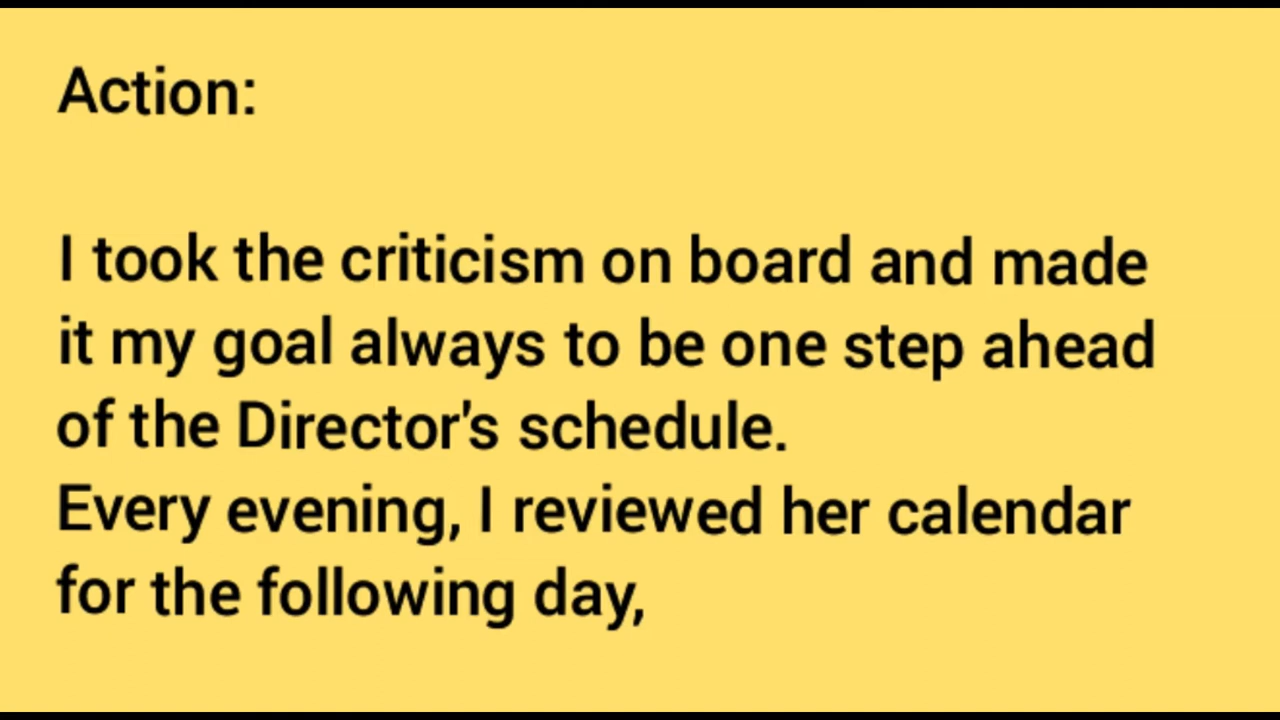 Action:
I took the criticism on board and made
it my goal always to be one step ahead
of the Director's schedule.
Every evening, I reviewed her calendar
for the following day,